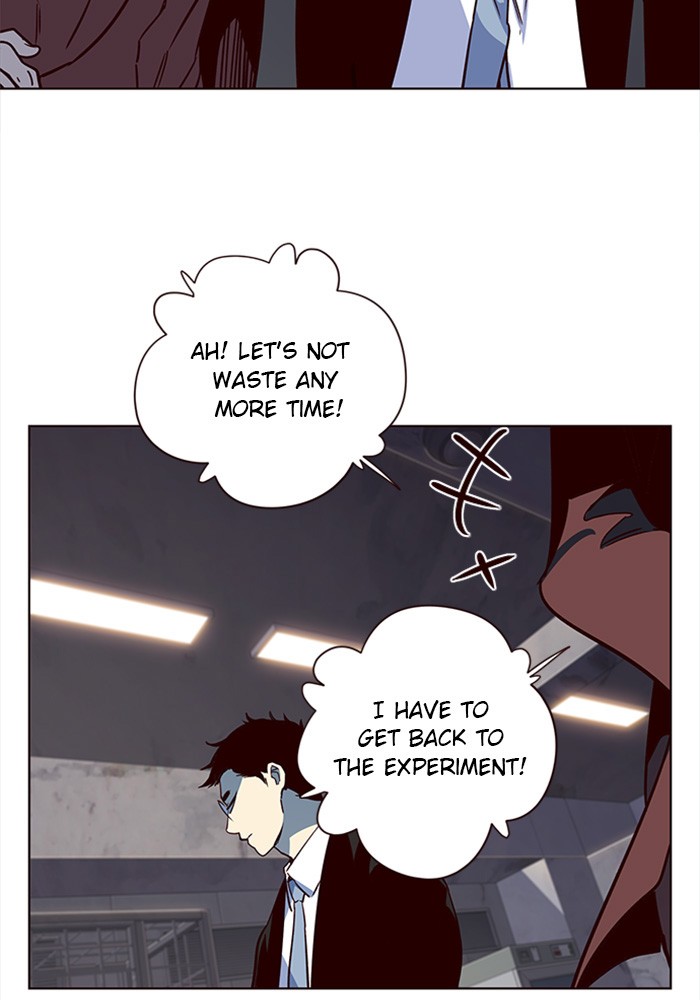 AH! LET'S NOT
WASTE ANY
MORE TIME!
I HAVE TO
GET BACK TO
THE EXPERIMENT!